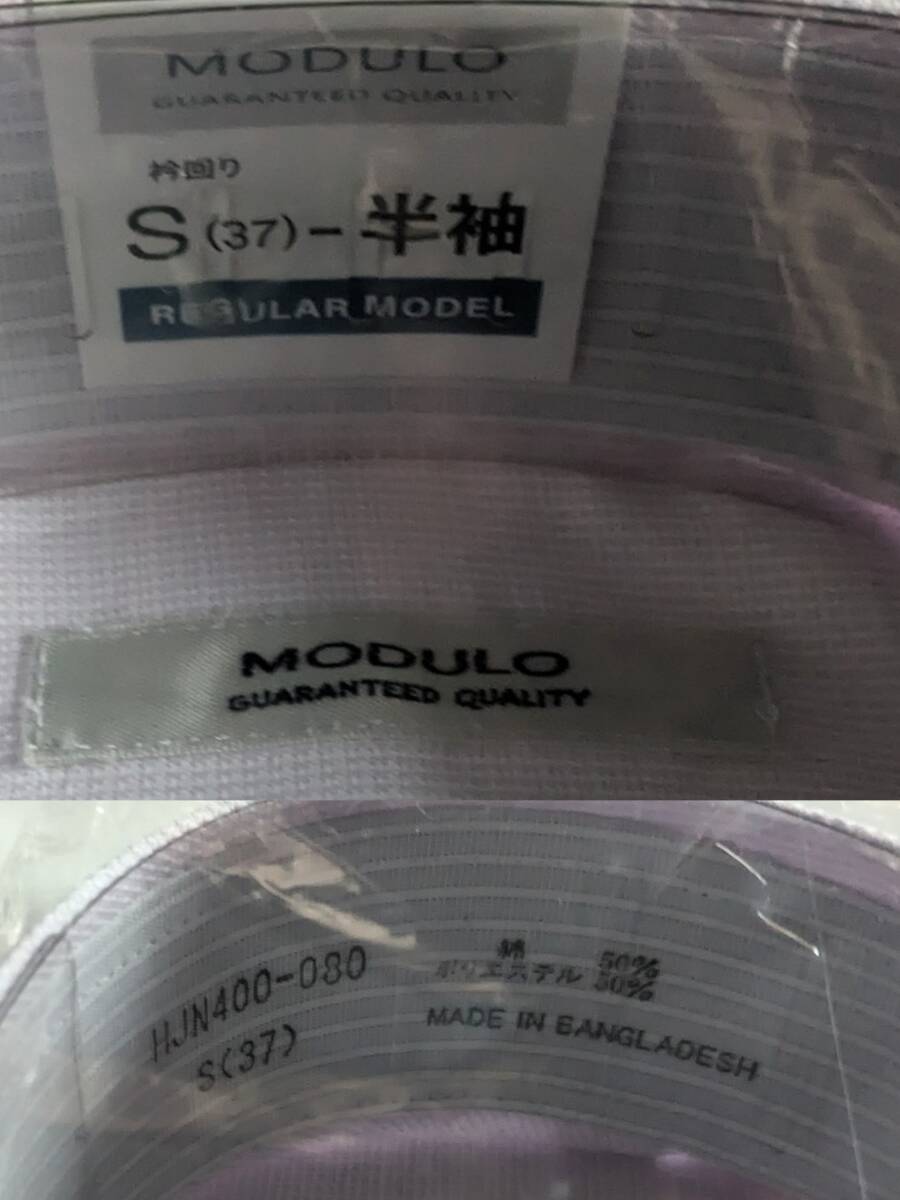 MODULO
GUARANTEED QUALITY
衿回り
S (37) - 半袖
REGULAR MODEL
MODULO
GUARANTEED QUALITY
HJN400-080
S(37)
綿 50%
ポリエステル 50%
MADE IN BANGLADESH